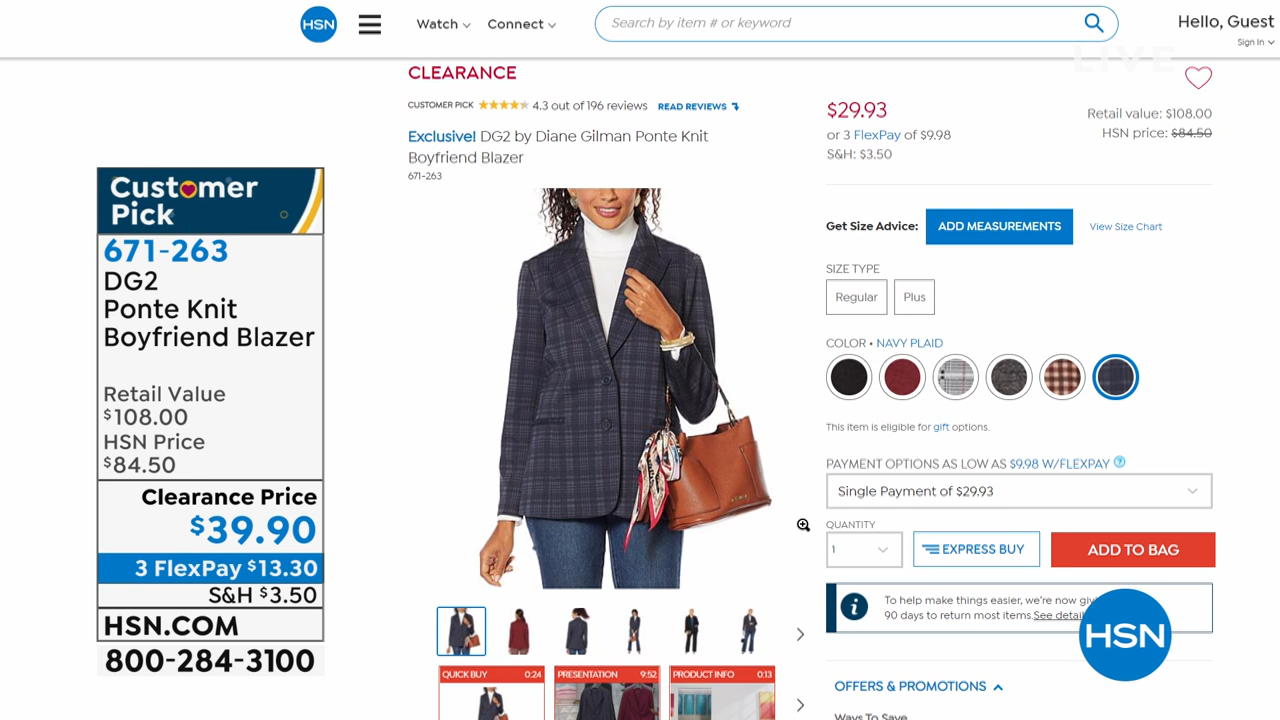 HSN
Watch
Connect
Search by item # or keyword
Hello, Guest
Sign In
LIVE
CLEARANCE
CUSTOMER PICK
4.3 out of 196 reviews
READ REVIEWS
Exclusive! DG2 by Diane Gilman Ponte Knit
Boyfriend Blazer
671-263
$29.93
Retail value: $108.00
or 3 FlexPay of $9.98
HSN price: $84.50
S&H: $3.50
Customer
Pick
671-263
DG2
Ponte Knit
Boyfriend Blazer
Retail Value
$108.00
HSN Price
$84.50
Clearance Price
$39.90
3 FlexPay $13.30
S&H $3.50
HSN.COM
800-284-3100
Get Size Advice:
ADD MEASUREMENTS
View Size Chart
SIZE TYPE
Regular
Plus
COLOR • NAVY PLAID
This item is eligible for gift options.
PAYMENT OPTIONS AS LOW AS $9.98 W/FLEXPAY
Single Payment of $29.93
QUANTITY
1
EXPRESS BUY
ADD TO BAG
To help make things easier, we're now
90 days to return most items.See
HSN
OFFERS & PROMOTIONS
Ways To Save
QUICK BUY 0:24
PRESENTATION 9:52
PRODUCT INFO 0:13